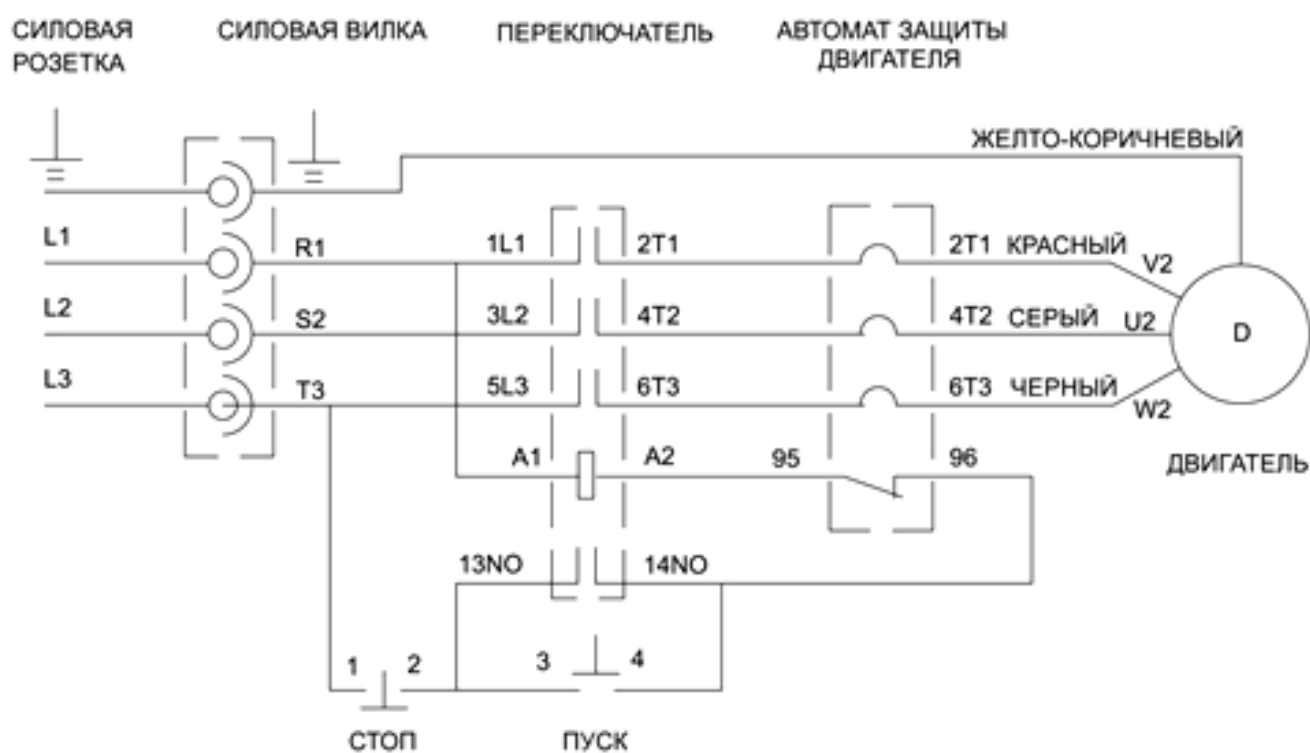 СИЛОВАЯ
РОЗЕТКА
СИЛОВАЯ ВИЛКА
ПЕРЕКЛЮЧАТЕЛЬ
АВТОМАТ ЗАЩИТЫ
ДВИГАТЕЛЯ
ЖЕЛТО-КОРИЧНЕВЫЙ
L1 R1 1L1 2T1 2T1 КРАСНЫЙ V2
L2 S2 3L2 4T2 4T2 СЕРЫЙ U2 D
L3 T3 5L3 6T3 6T3 ЧЕРНЫЙ W2
A1 A2 95 96 ДВИГАТЕЛЬ
13NO 14NO
1 2 3 4
СТОП ПУСК